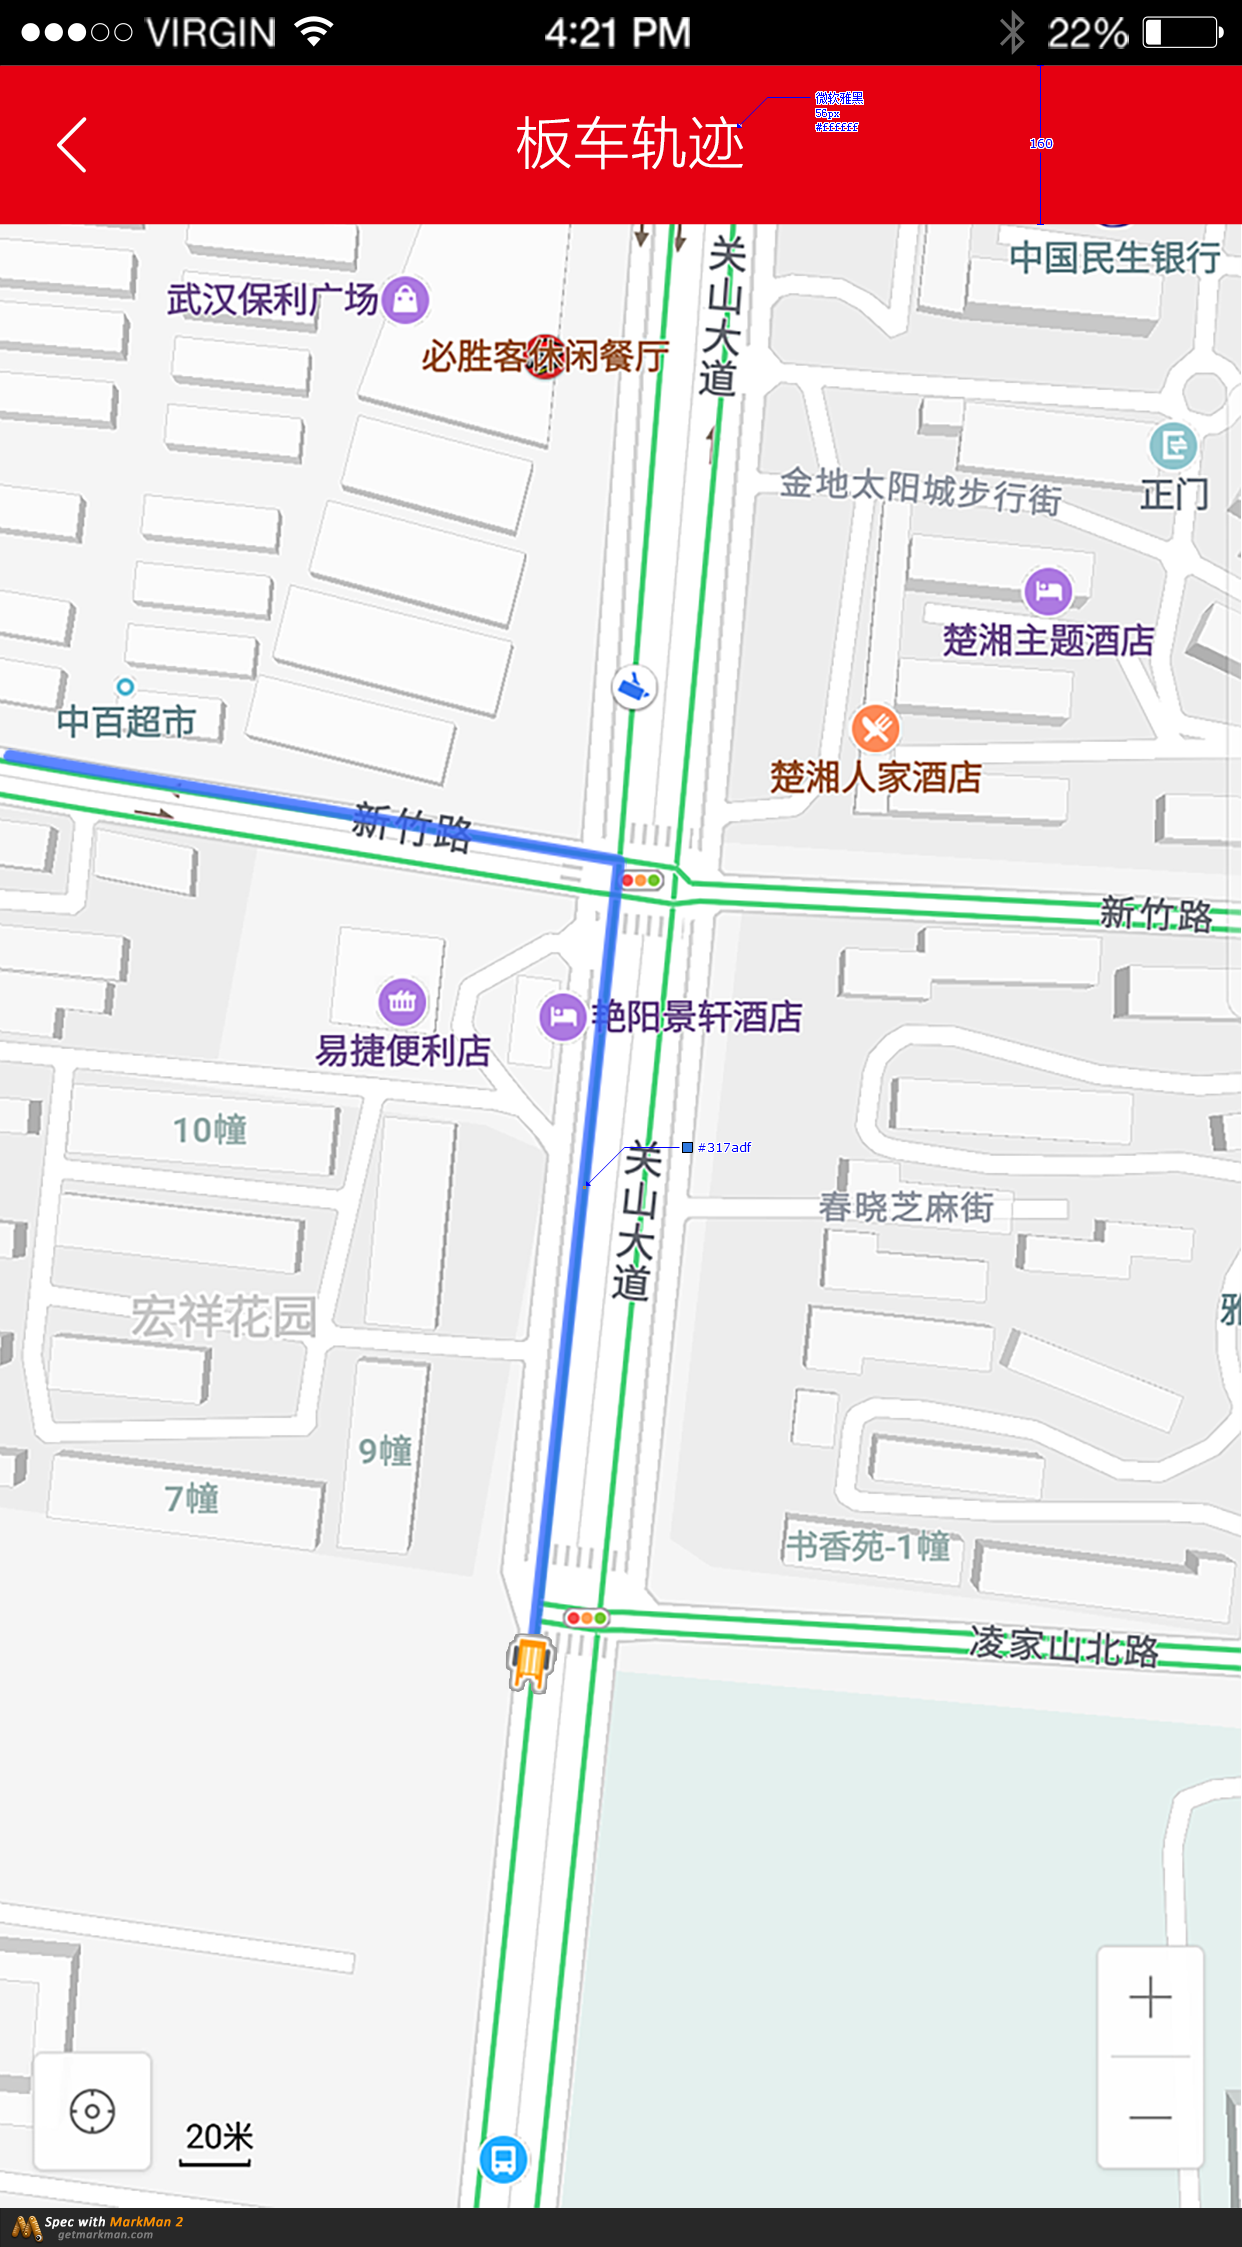 VIRGIN
4:21 PM
22%
板车轨迹
微软雅黑
56px
#ffffff
160
中国民生银行
武汉保利广场
关山大道
必胜客休闲餐厅
金地太阳城步行街
正门
楚湘主题酒店
中百超市
楚湘人家酒店
新竹路
新竹路
易捷便利店
艳阳景轩酒店
10幢
#317adf
关山大道
春晓芝麻街
宏祥花园
雅
9幢
7幢
书香苑-1幢
凌家山北路
20米
Spec with MarkMan 2
getmarkman.com